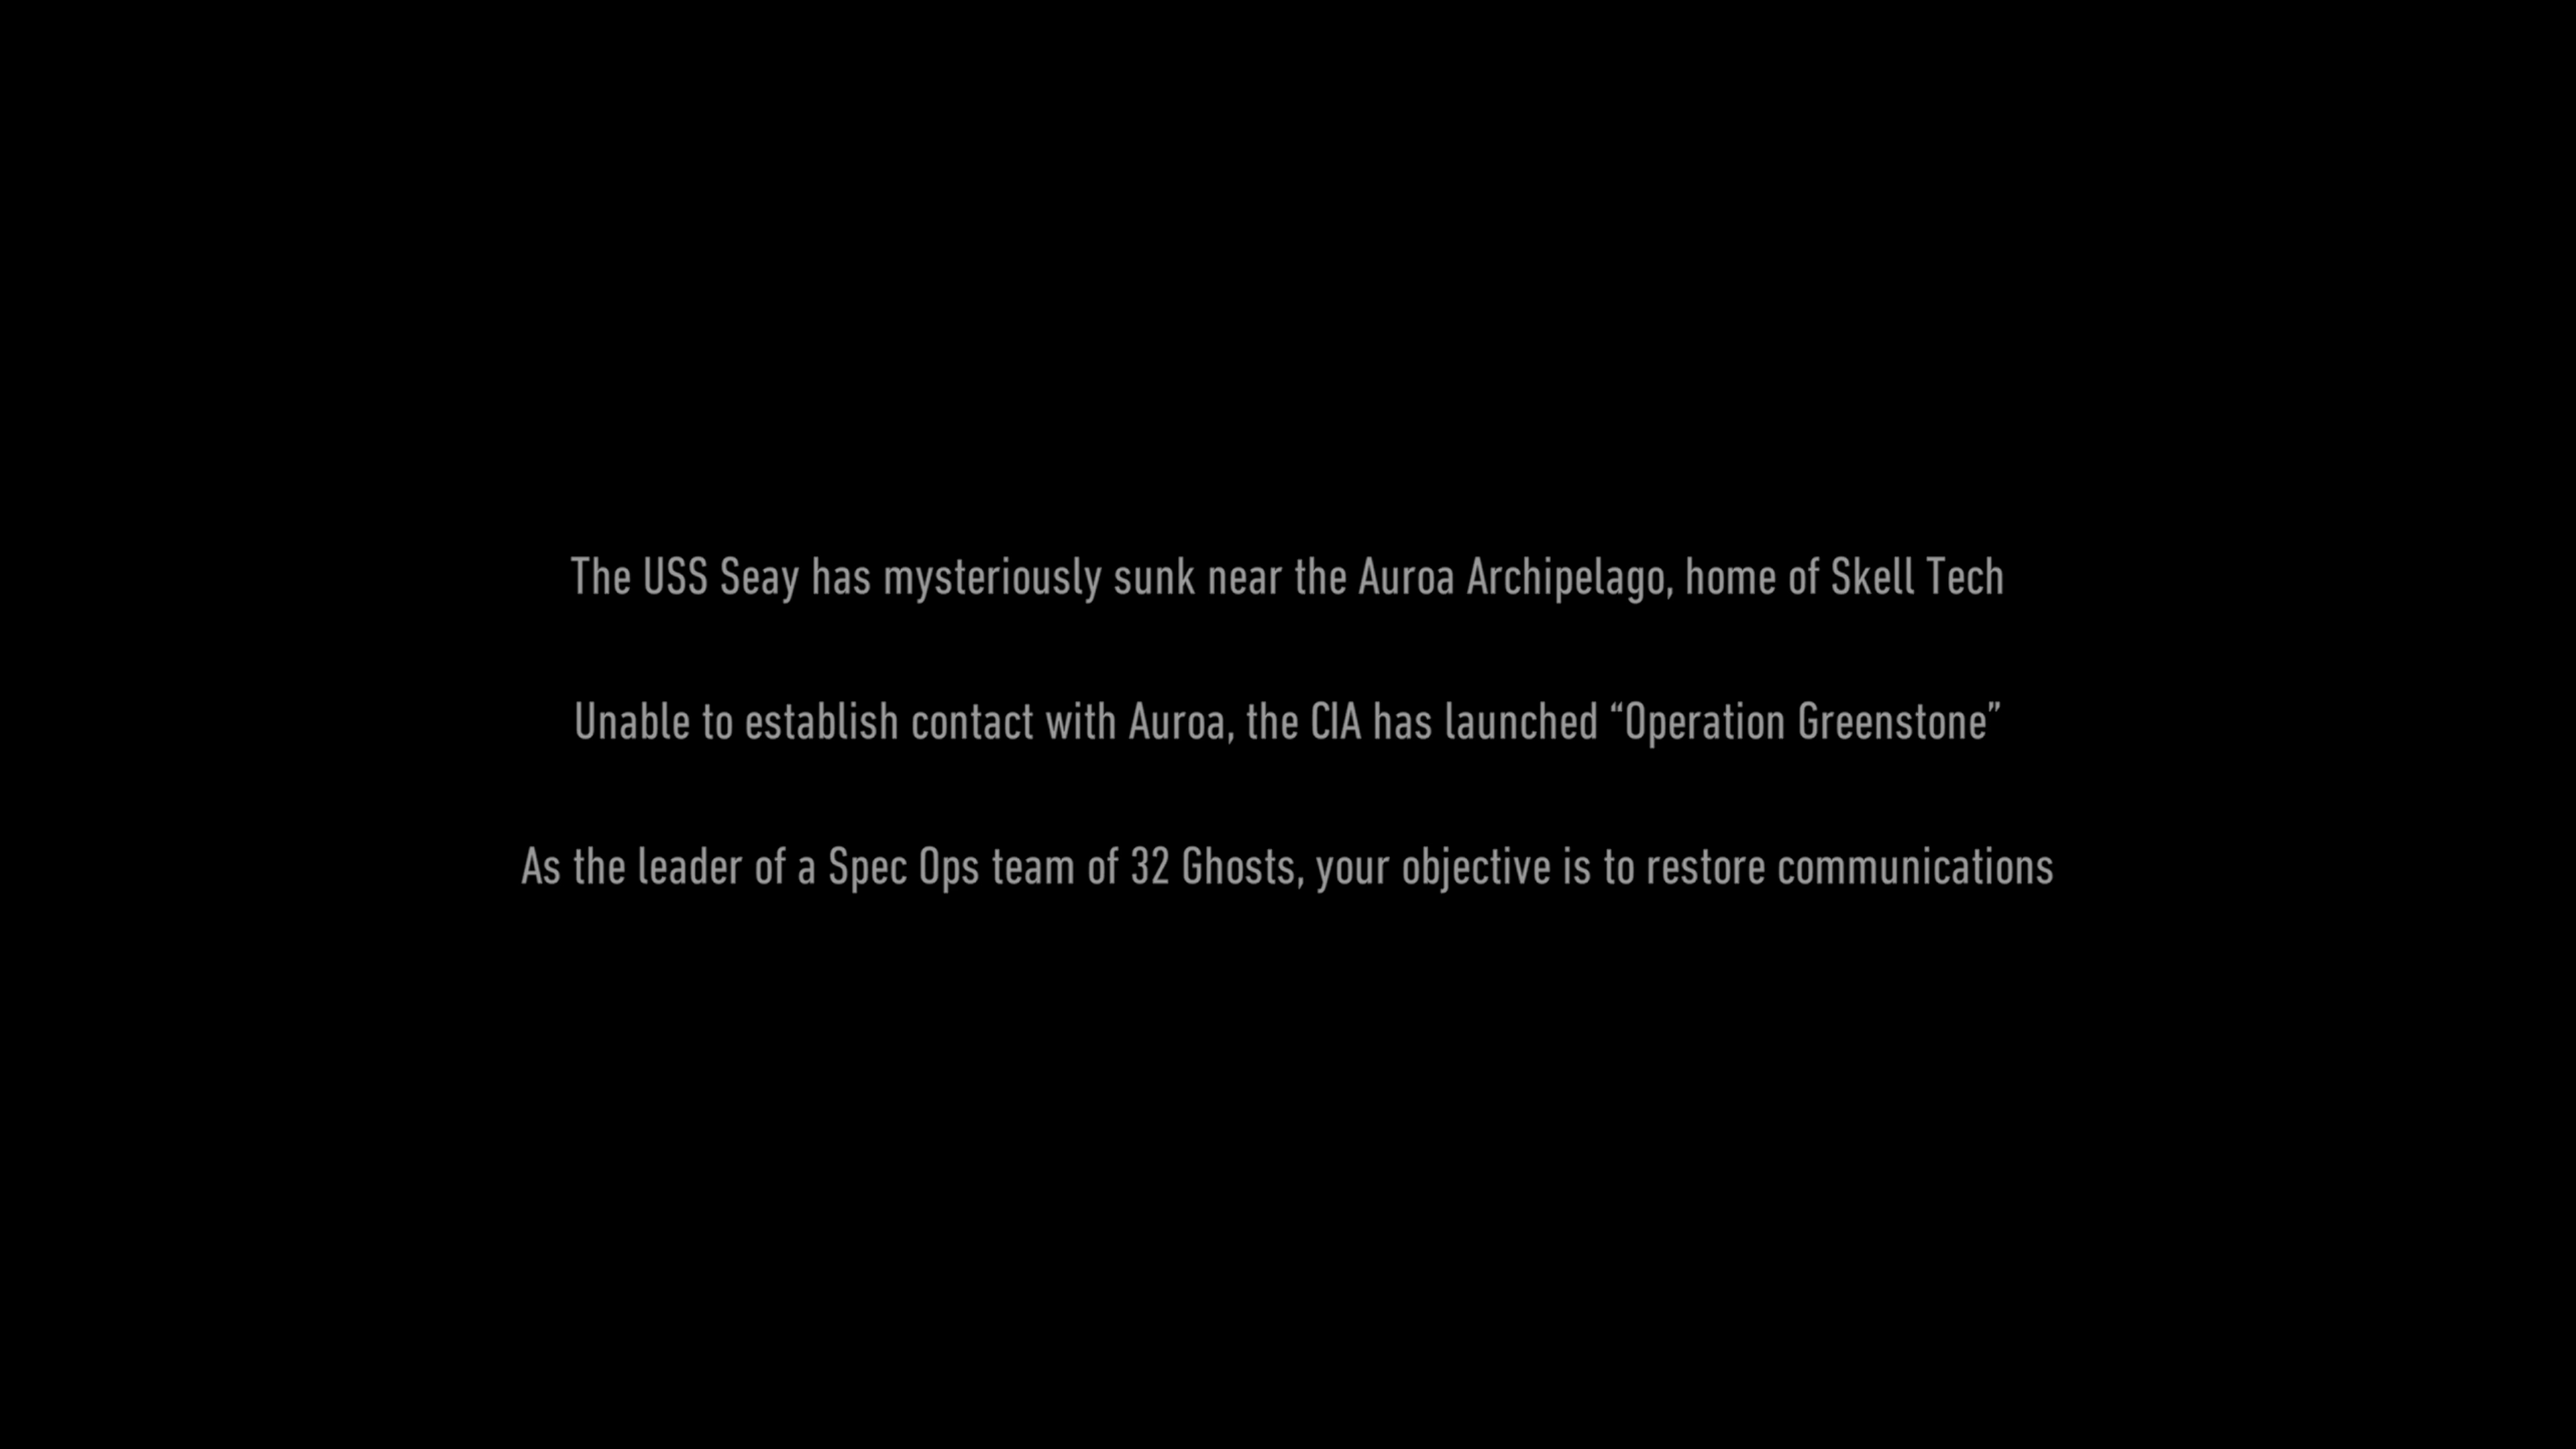 The USS Seay has mysteriously sunk near the Auroa Archipelago, home of Skell Tech
Unable to establish contact with Auroa, the CIA has launched “Operation Greenstone”
As the leader of a Spec Ops team of 32 Ghosts, your objective is to restore communications